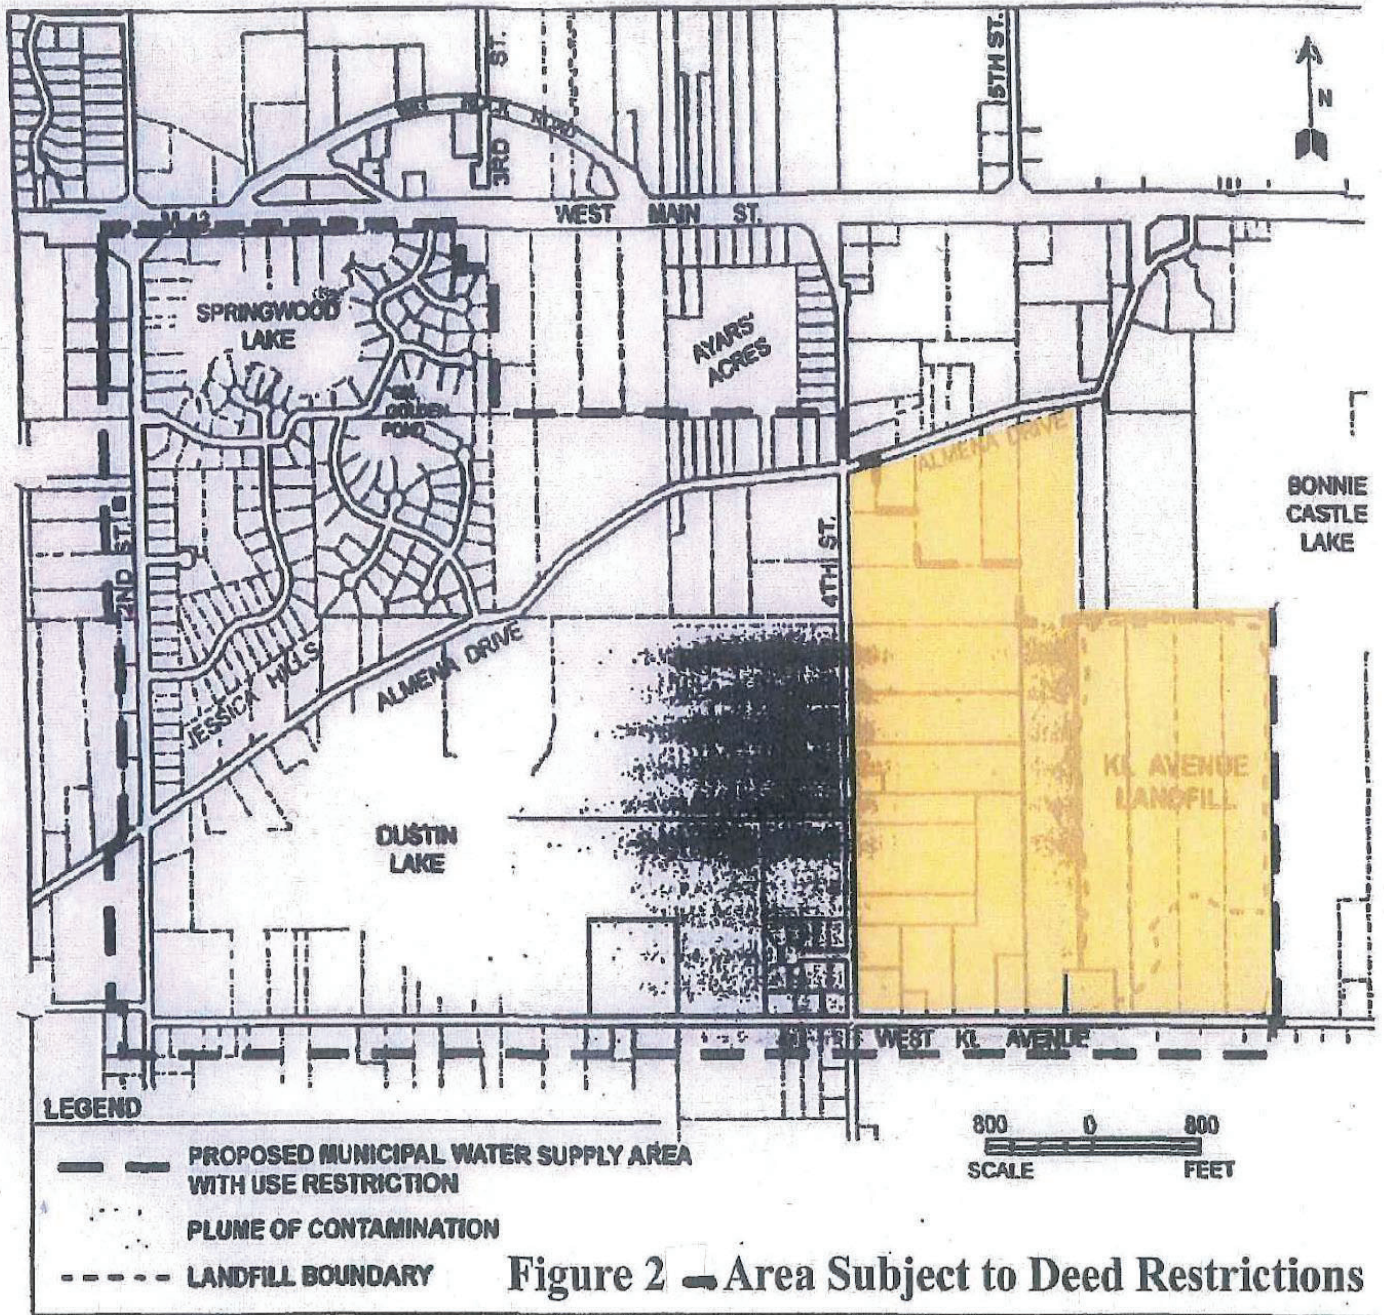 ST.
5TH ST.
N
ROAD
3RD
M-43
WEST MAIN ST.
SPRINGWOOD
LAKE
AYARS'
ACRES
GOLDEN
POND
ALMENA DRIVE
BONNIE
CASTLE
LAKE
2ND ST.
4TH ST.
JESSICA HILLS
ALMENA DRIVE
KL AVENUE
LANDFILL
DUSTIN
LAKE
WEST KL AVENUE
LEGEND
PROPOSED MUNICIPAL WATER SUPPLY AREA
WITH USE RESTRICTION
PLUME OF CONTAMINATION
LANDFILL BOUNDARY
800 0 800
SCALE FEET
Figure 2 – Area Subject to Deed Restrictions